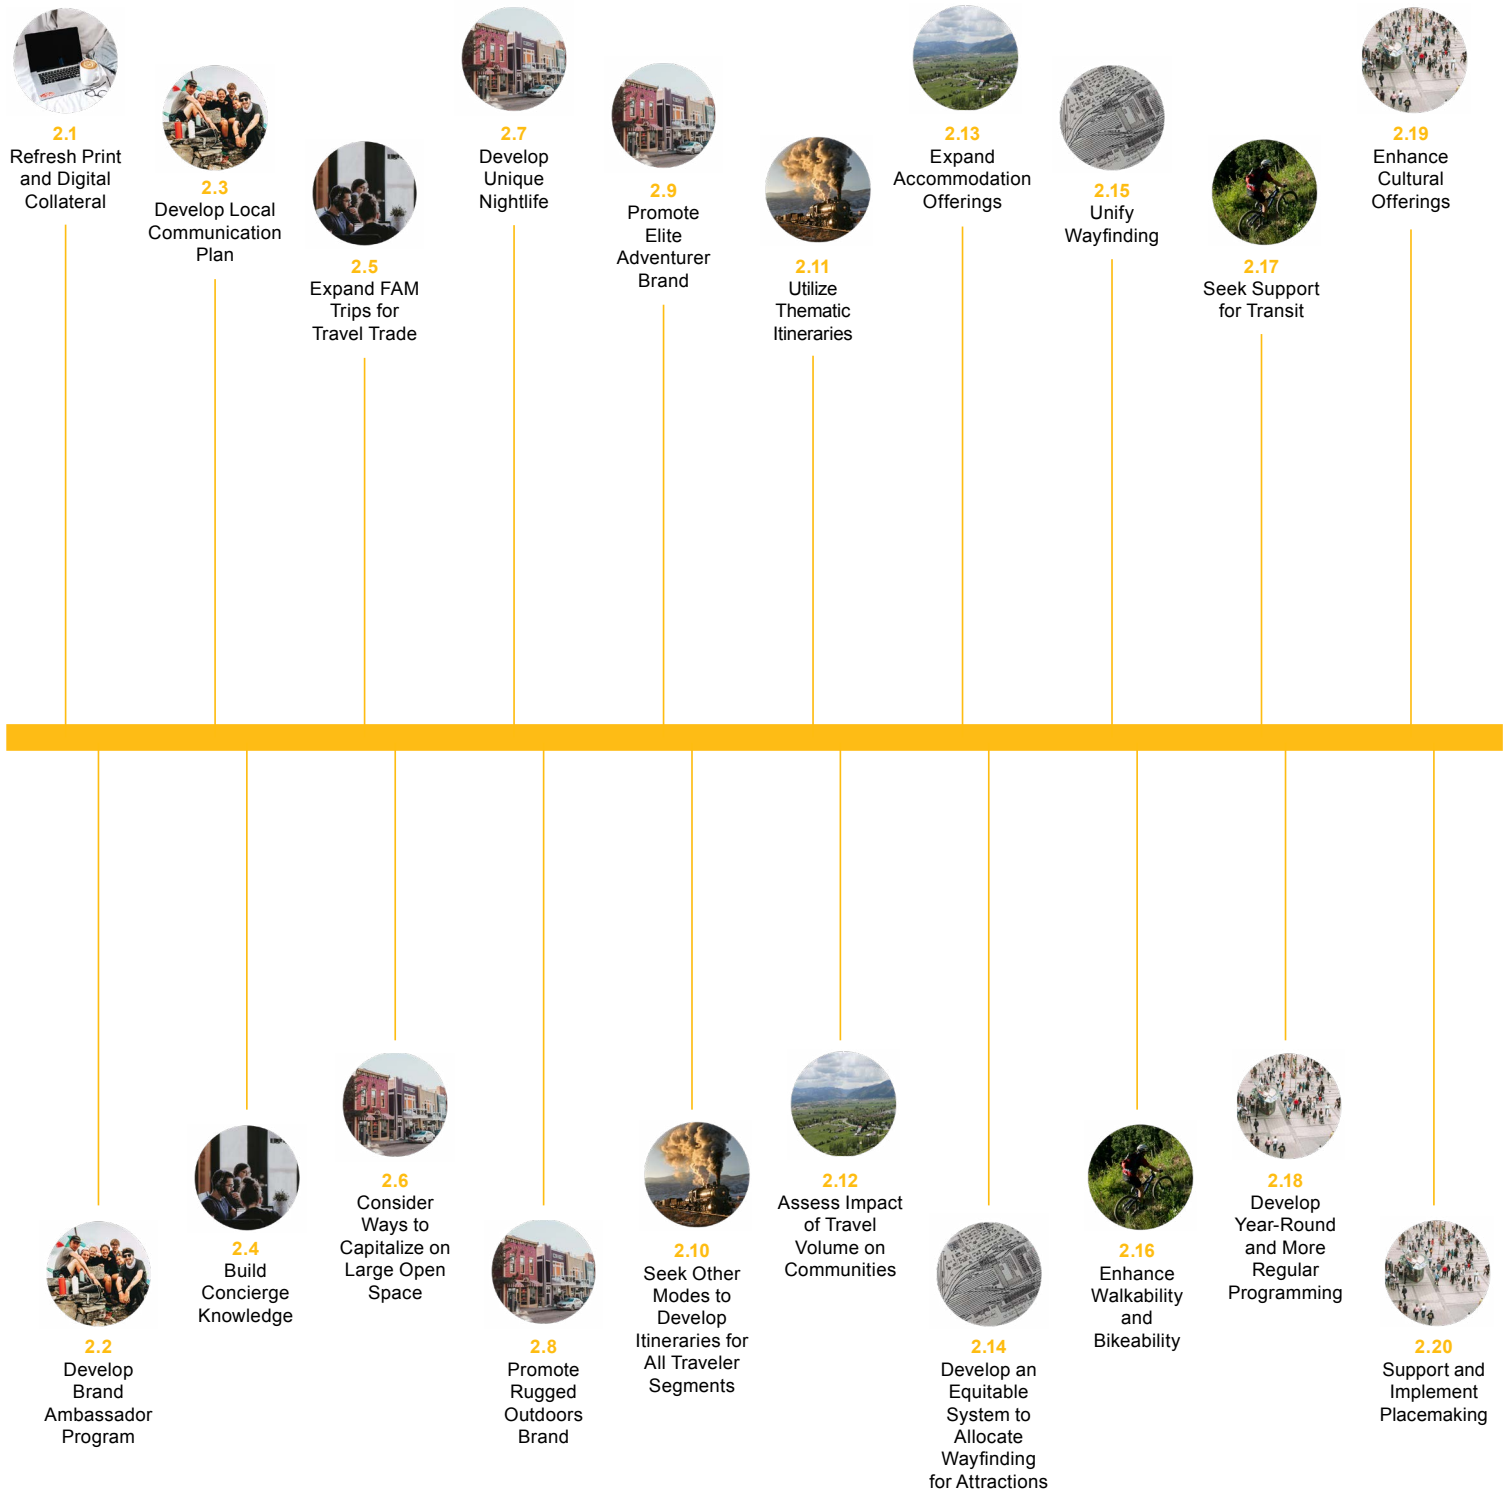 2.1
Refresh Print
and Digital
Collateral
2.3
Develop Local
Communication
Plan
2.5
Expand FAM
Trips for
Travel Trade
2.7
Develop
Unique
Nightlife
2.9
Promote
Elite
Adventurer
Brand
2.11
Utilize
Thematic
Itineraries
2.13
Expand
Accommodation
Offerings
2.15
Unify
Wayfinding
2.17
Seek Support
for Transit
2.19
Enhance
Cultural
Offerings
2.2
Develop
Brand
Ambassador
Program
2.4
Build
Concierge
Knowledge
2.6
Consider
Ways to
Capitalize on
Large Open
Space
2.8
Promote
Rugged
Outdoors
Brand
2.10
Seek Other
Modes to
Develop
Itineraries for
All Traveler
Segments
2.12
Assess Impact
of Travel
Volume on
Communities
2.14
Develop an
Equitable
System to
Allocate
Wayfinding
for Attractions
2.16
Enhance
Walkability
and
Bikeability
2.18
Develop
Year-Round
and More
Regular
Programming
2.20
Support and
Implement
Placemaking